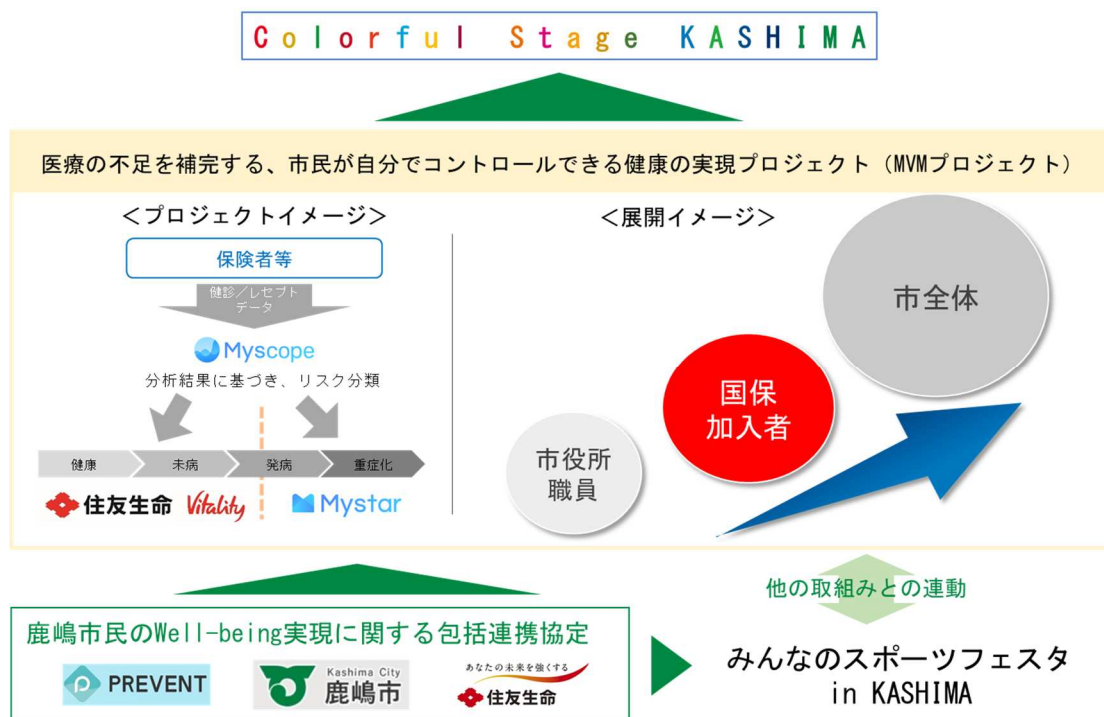 Colorful Stage KASHIMA
医療の不足を補完する、市民が自分でコントロールできる健康の実現プロジェクト（MVMプロジェクト）
＜プロジェクトイメージ＞
保険者等
健診／レセプト
データ
Myscope
分析結果に基づき、リスク分類
健康
未病
発病
重症化
住友生命 Vitality
Mystar
＜展開イメージ＞
市役所
職員
国保
加入者
市全体
他の取組みとの連動
鹿嶋市民のWell-being実現に関する包括連携協定
PREVENT
Kashima City
鹿嶋市
あなたの未来を強くする
住友生命
みんなのスポーツフェスタ
in KASHIMA